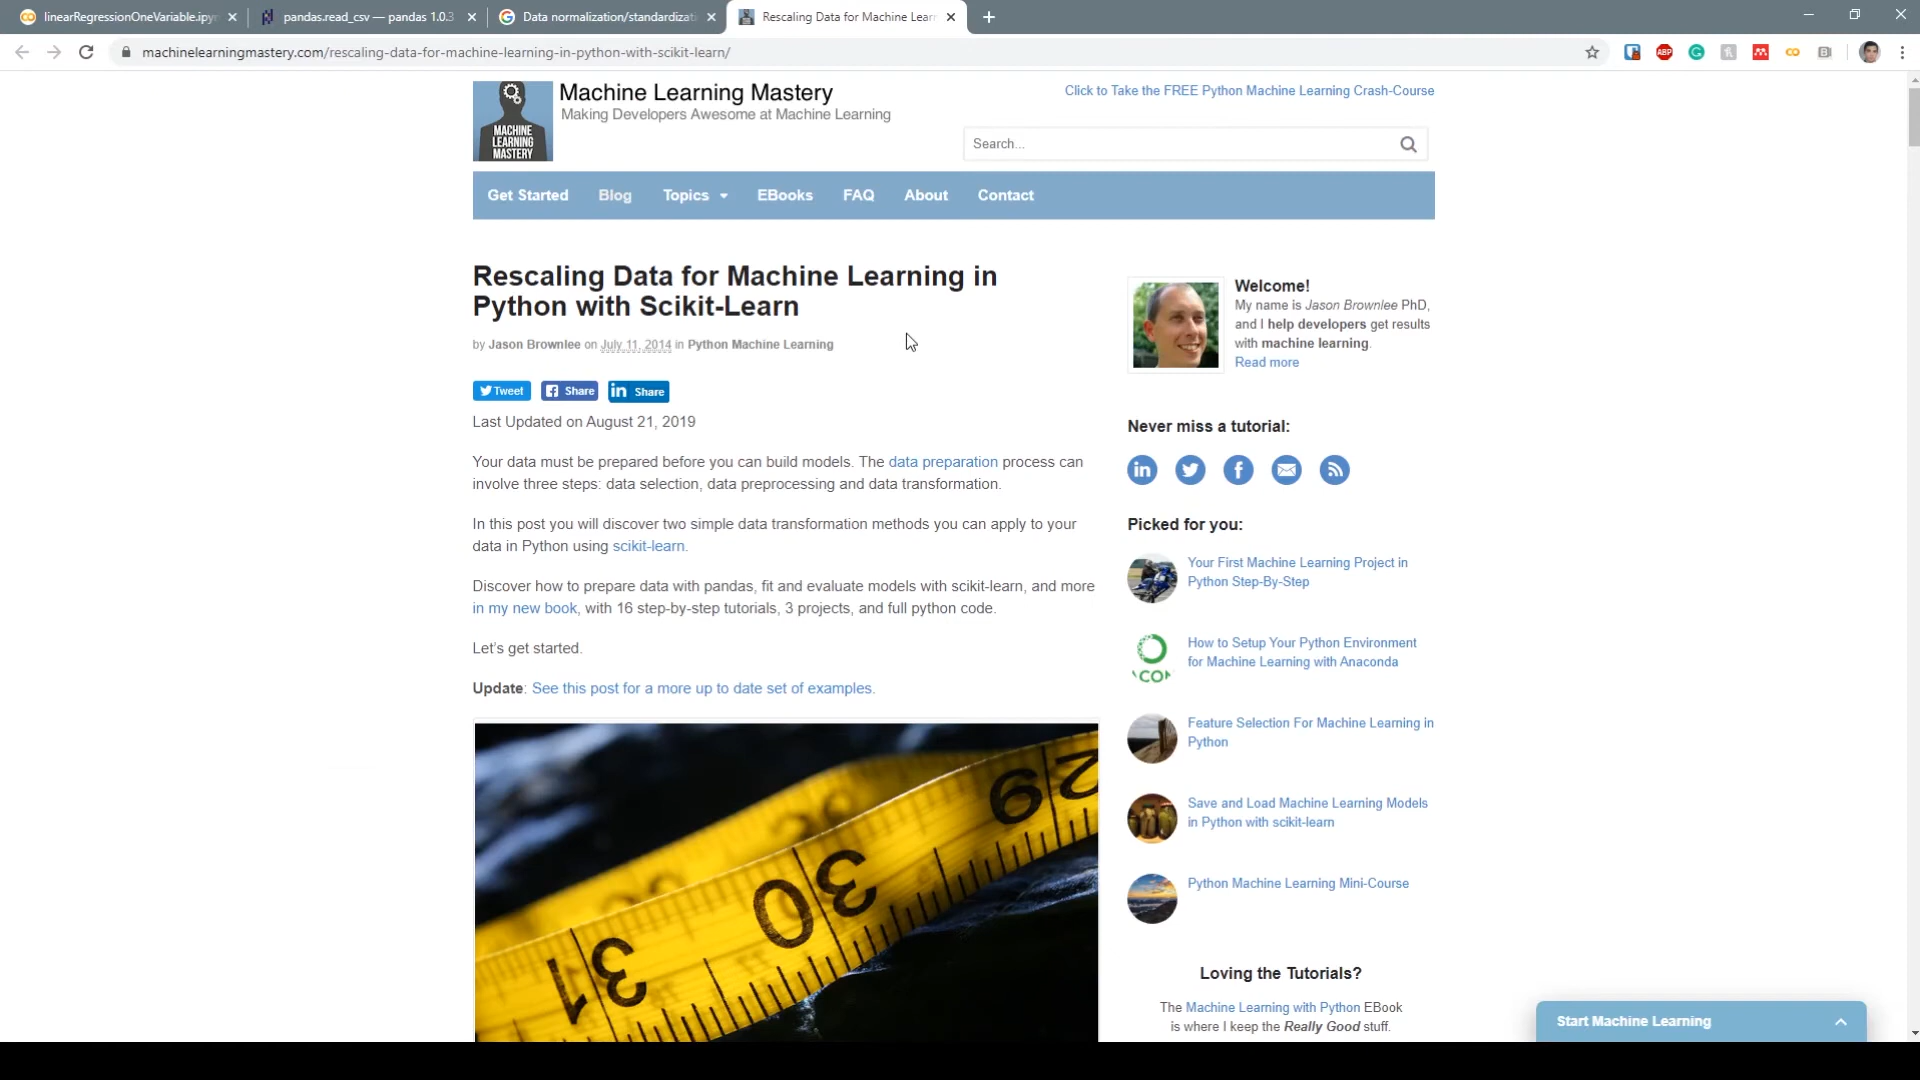 linearRegressionOneVariable.ipyn
pandas.read_csv — pandas 1.0.3
Data normalization/standardizati
Rescaling Data for Machine Lear
machinelearningmastery.com/rescaling-data-for-machine-learning-in-python-with-scikit-learn/
ABP
MACHINE
LEARNING
MASTERY
Machine Learning Mastery
Making Developers Awesome at Machine Learning
Click to Take the FREE Python Machine Learning Crash-Course
Search...
Get Started
Blog
Topics
EBooks
FAQ
About
Contact
Rescaling Data for Machine Learning in
Python with Scikit-Learn
by Jason Brownlee on July 11, 2014 in Python Machine Learning
Tweet
Share
in Share
Last Updated on August 21, 2019
Your data must be prepared before you can build models. The data preparation process can
involve three steps: data selection, data preprocessing and data transformation.
In this post you will discover two simple data transformation methods you can apply to your
data in Python using scikit-learn.
Discover how to prepare data with pandas, fit and evaluate models with scikit-learn, and more
in my new book, with 16 step-by-step tutorials, 3 projects, and full python code.
Let's get started.
Update: See this post for a more up to date set of examples.
29
30
31
Welcome!
My name is Jason Brownlee PhD,
and I help developers get results
with machine learning.
Read more
Never miss a tutorial:
in
Picked for you:
Your First Machine Learning Project in
Python Step-By-Step
How to Setup Your Python Environment
for Machine Learning with Anaconda
Feature Selection For Machine Learning in
Python
Save and Load Machine Learning Models
in Python with scikit-learn
Python Machine Learning Mini-Course
Loving the Tutorials?
The Machine Learning with Python EBook
is where I keep the Really Good stuff.
Start Machine Learning